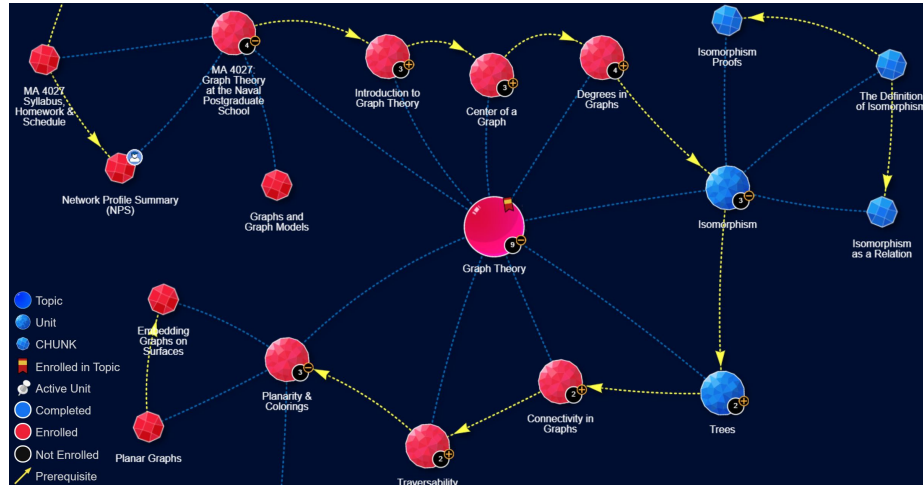 4
MA 4027
Graph Theory
at the Naval
Postgraduate
School
MA 4027
Syllabus,
Homework &
Schedule
Network Profile Summary
(NPS)
Graphs and
Graph Models
3
Introduction to
Graph Theory
3
Center of a
Graph
4
Degrees in
Graphs
Isomorphism
Proofs
The Definition
of Isomorphism
3
Isomorphism
Isomorphism
as a Relation
9
Graph Theory
Embedding
Graphs on
Surfaces
Planar Graphs
3
Planarity &
Colorings
2
Traversability
2
Connectivity in
Graphs
2
Trees
Topic
Unit
CHUNK
Enrolled in Topic
Active Unit
Completed
Enrolled
Not Enrolled
Prerequisite